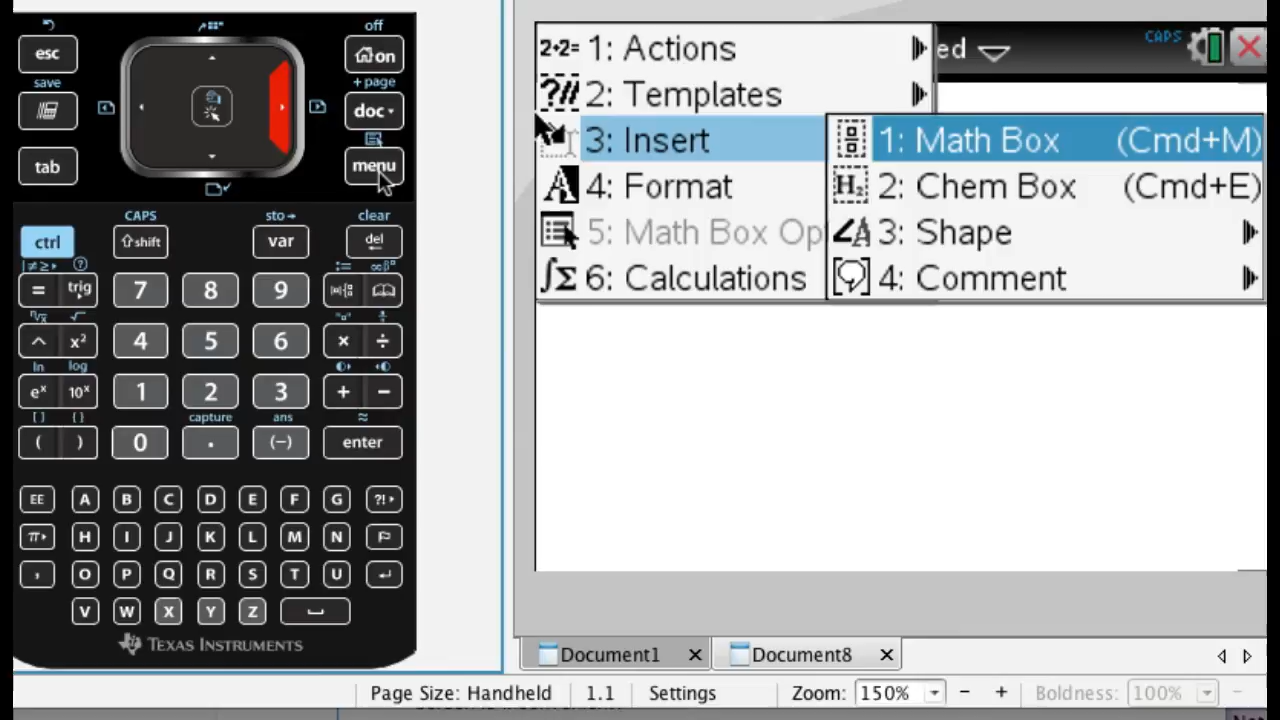 off
esc
on
save
+ page
doc
tab
menu
CAPS
sto→
clear
ctrl
⇧shift
var
del
|≠≥▸
:=
∞β°
=
trig
7
8
9
ⁿ√x
√
"□"
^
x²
4
5
6
×
÷
ln
log
eˣ
10ˣ
1
2
3
+
−
[ ]
{ }
capture
ans
≈
(
)
0
.
(−)
enter
EE
A
B
C
D
E
F
G
?!▸
π▸
H
I
J
K
L
M
N
,
O
P
Q
R
S
T
U
V
W
X
Y
Z
TEXAS INSTRUMENTS
2+2= 1: Actions
2: Templates
3: Insert
4: Format
5: Math Box Op
∫Σ 6: Calculations
ed
CAPS
1: Math Box (Cmd+M)
H₂ 2: Chem Box (Cmd+E)
3: Shape
4: Comment
Document1
Document8
Page Size: Handheld 1.1 Settings Zoom: 150% − + Boldness: 100% −